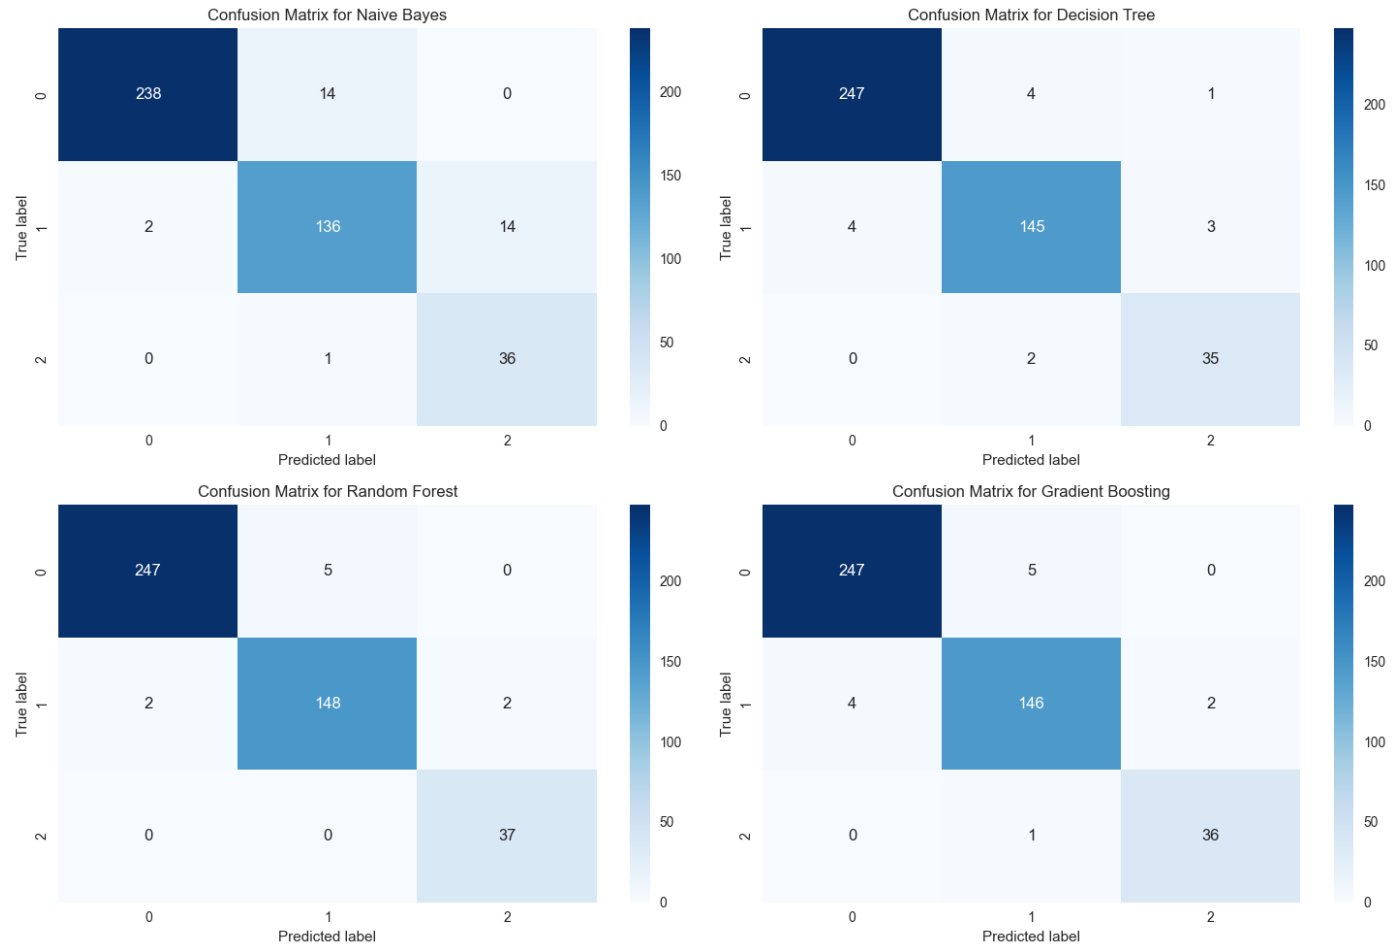 Confusion Matrix for Naive Bayes
238 14 0
2 136 14
0 1 36
0 1 2
True label
0 1 2
Predicted label
200
150
100
50
0
Confusion Matrix for Decision Tree
247 4 1
4 145 3
0 2 35
0 1 2
True label
0 1 2
Predicted label
200
150
100
50
0
Confusion Matrix for Random Forest
247 5 0
2 148 2
0 0 37
0 1 2
True label
0 1 2
Predicted label
200
150
100
50
0
Confusion Matrix for Gradient Boosting
247 5 0
4 146 2
0 1 36
0 1 2
True label
0 1 2
Predicted label
200
150
100
50
0